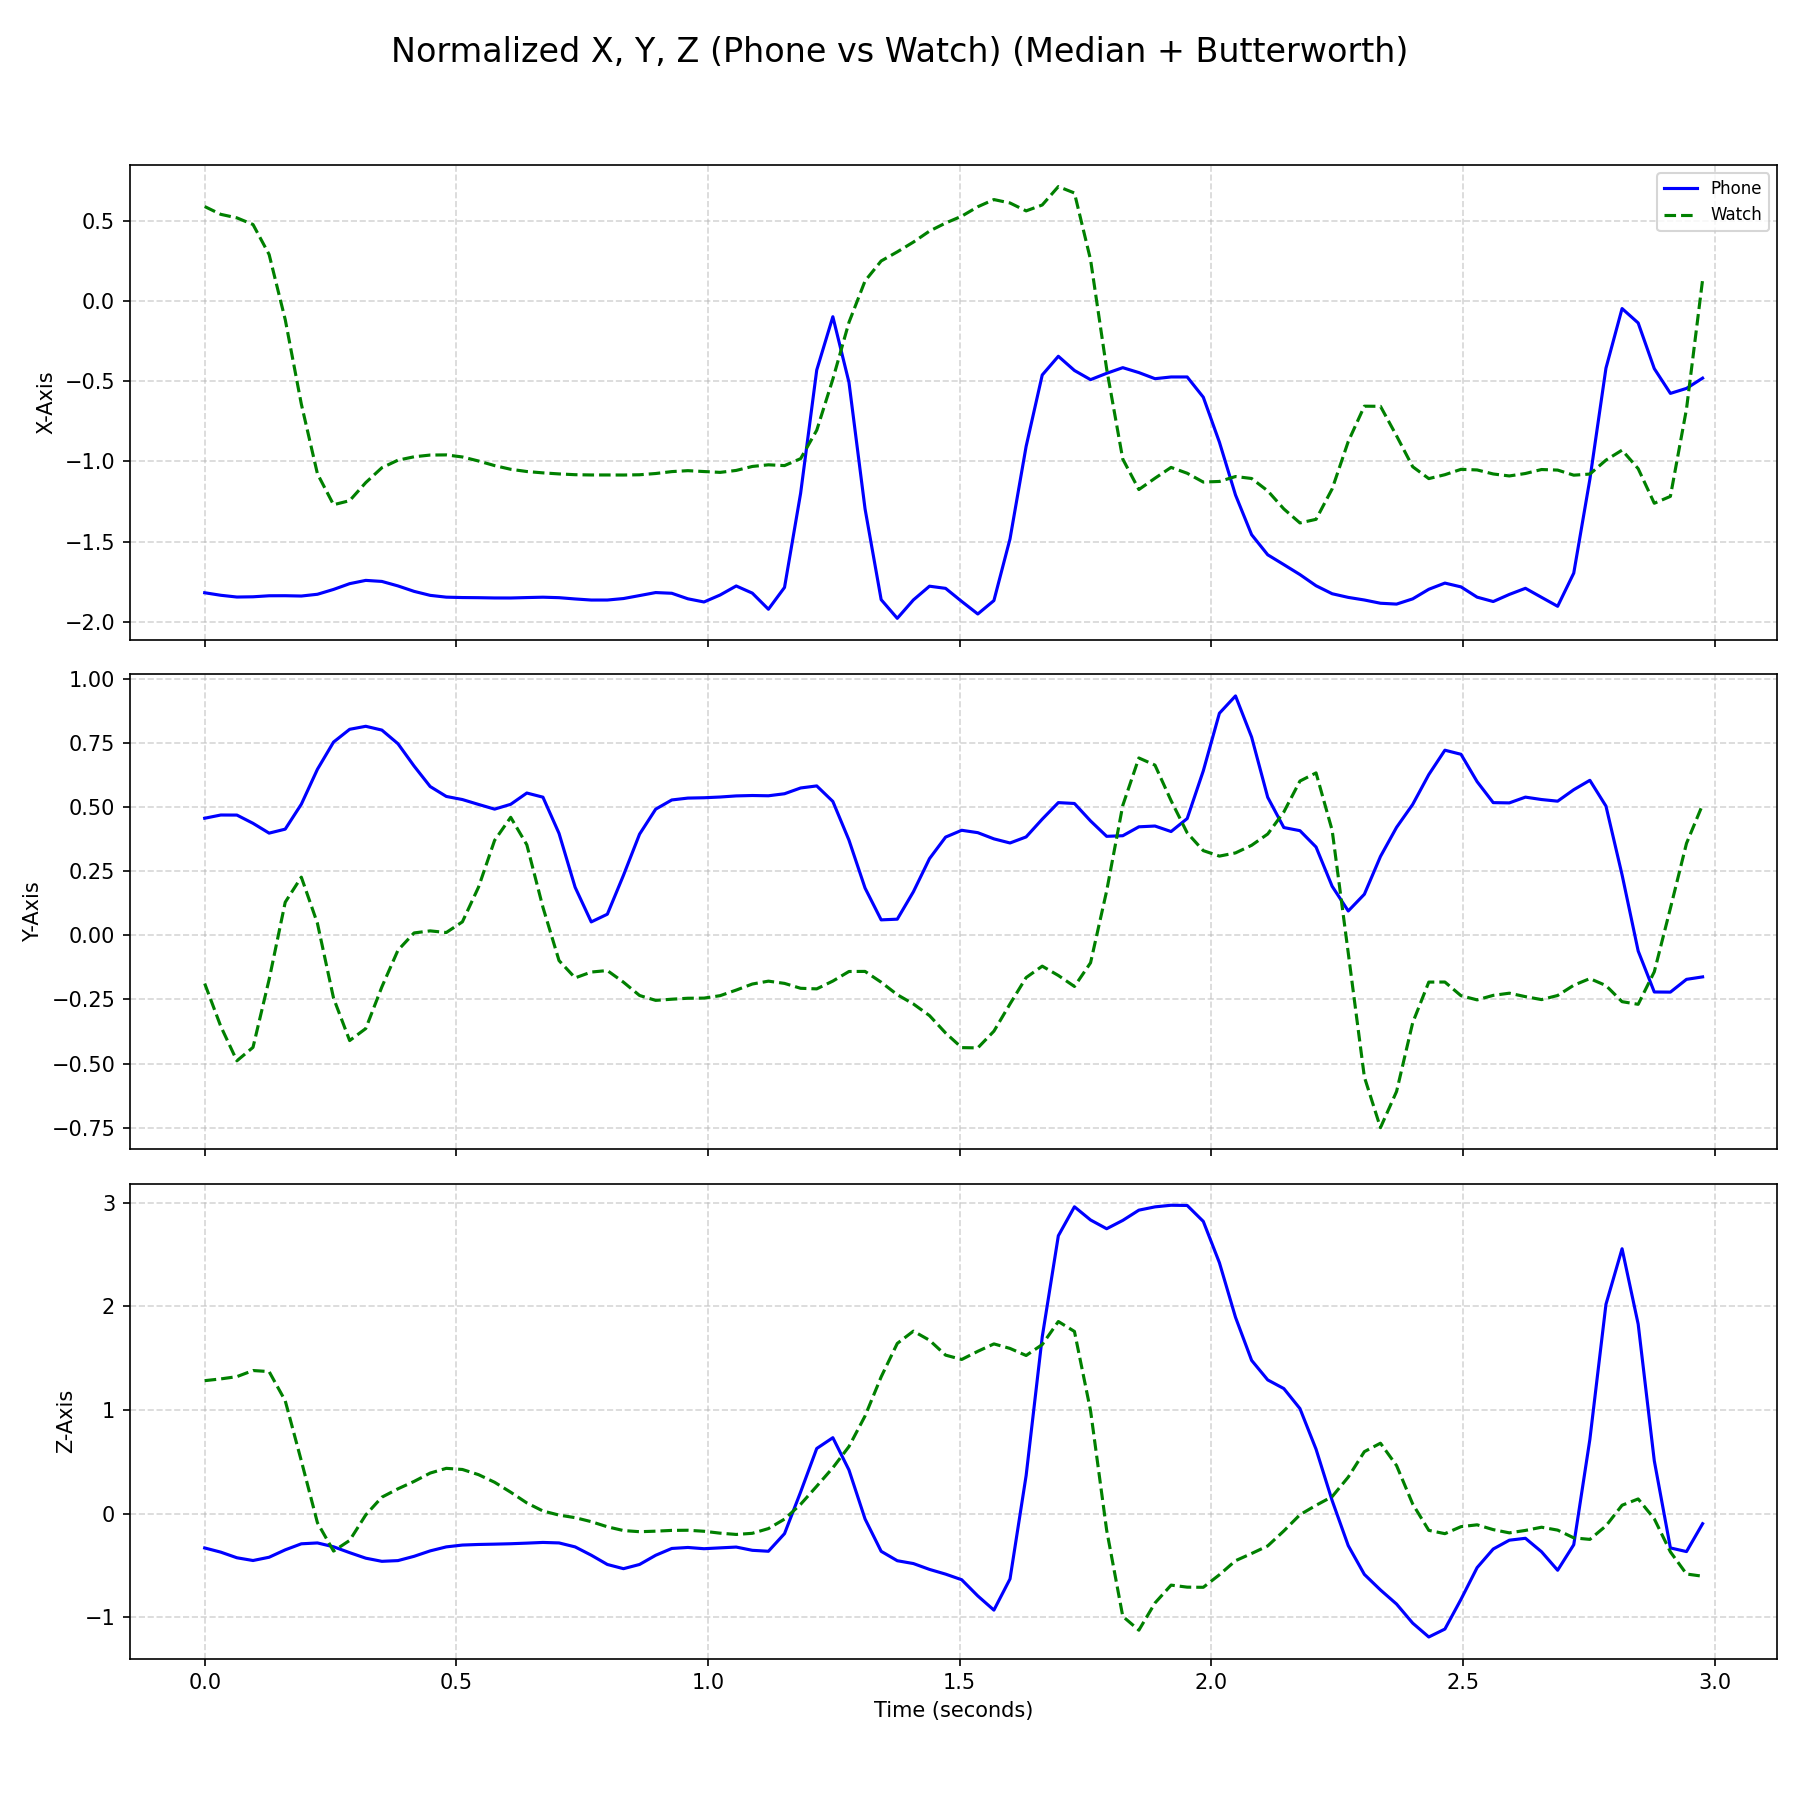 Normalized X, Y, Z (Phone vs Watch) (Median + Butterworth)
Phone
Watch
0.5
0.0
−0.5
−1.0
−1.5
−2.0
X-Axis
1.00
0.75
0.50
0.25
0.00
−0.25
−0.50
−0.75
Y-Axis
3
2
1
0
−1
Z-Axis
0.0 0.5 1.0 1.5 2.0 2.5 3.0
Time (seconds)